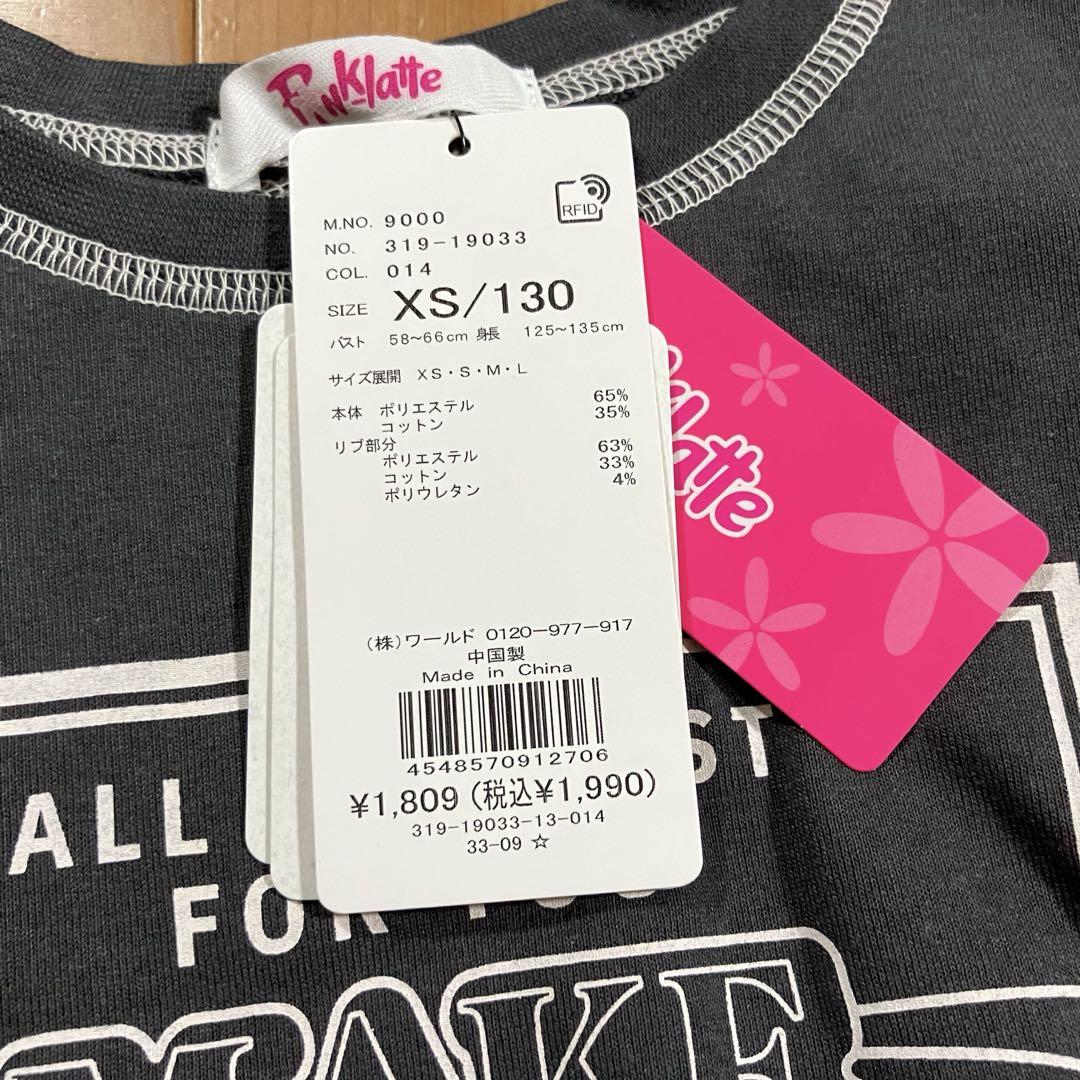 Pinklatte
RFID
M.NO. 9000
NO. 319-19033
COL. 014
SIZE XS/130
バスト 58~66cm 身長 125~135cm
サイズ展開 XS・S・M・L
本体 ポリエステル 65%
コットン 35%
リブ部分
ポリエステル 63%
コットン 33%
ポリウレタン 4%
(株)ワールド 0120-977-917
中国製
Made in China
4548570912706
¥1,809 (税込¥1,990)
319-19033-13-014
33-09 ☆
latte
ALL
ST
FOR
MAKE